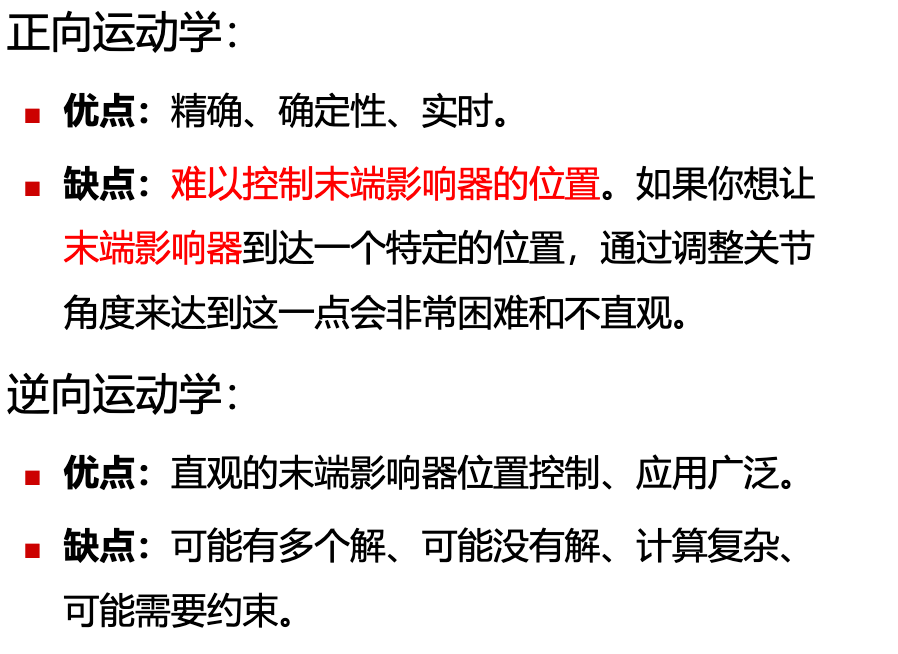 正向运动学：
■ 优点：精确、确定性、实时。
■ 缺点：难以控制末端影响器的位置。如果你想让
末端影响器到达一个特定的位置，通过调整关节
角度来达到这一点会非常困难和不直观。
逆向运动学：
■ 优点：直观的末端影响器位置控制、应用广泛。
■ 缺点：可能有多个解、可能没有解、计算复杂、
可能需要约束。